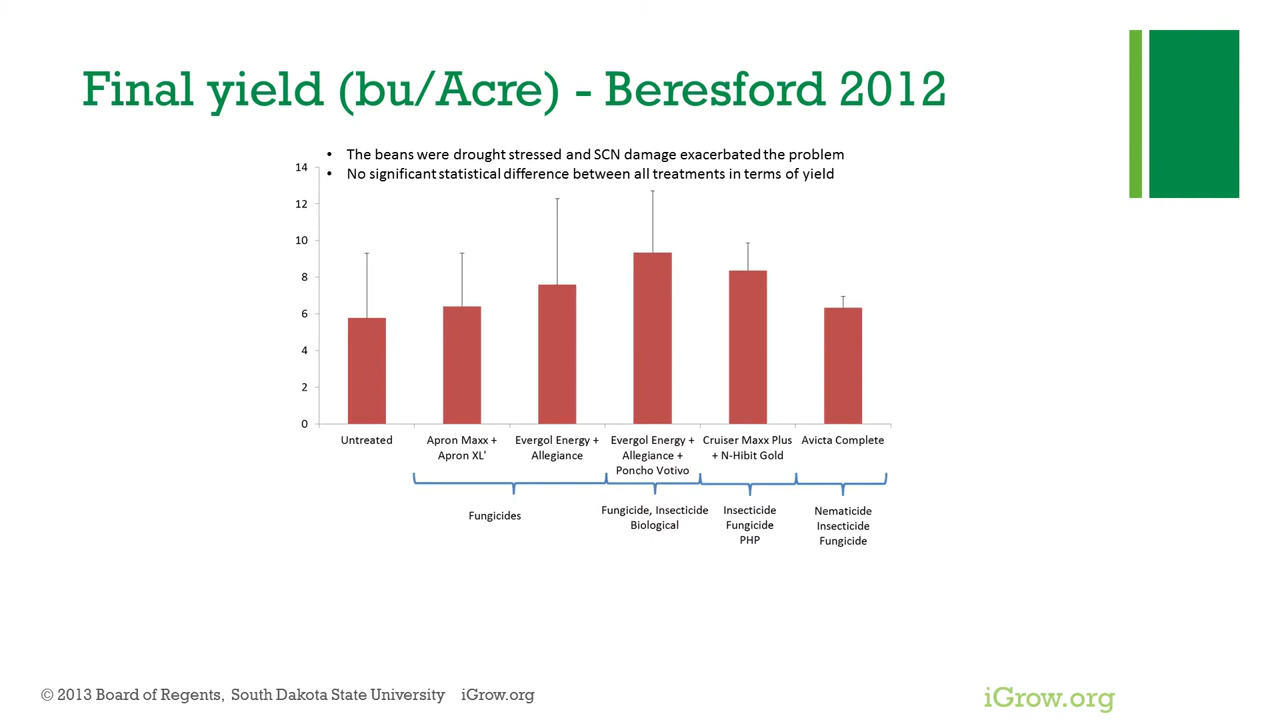 Final yield (bu/Acre) - Beresford 2012
• The beans were drought stressed and SCN damage exacerbated the problem
• No significant statistical difference between all treatments in terms of yield
14
12
10
8
6
4
2
0
Untreated
Apron Maxx +
Apron XL'
Evergol Energy +
Allegiance
Evergol Energy +
Allegiance +
Poncho Votivo
Cruiser Maxx Plus
+ N-Hibit Gold
Avicta Complete
Fungicides
Fungicide, Insecticide
Biological
Insecticide
Fungicide
PHP
Nematicide
Insecticide
Fungicide
© 2013 Board of Regents, South Dakota State University iGrow.org
iGrow.org